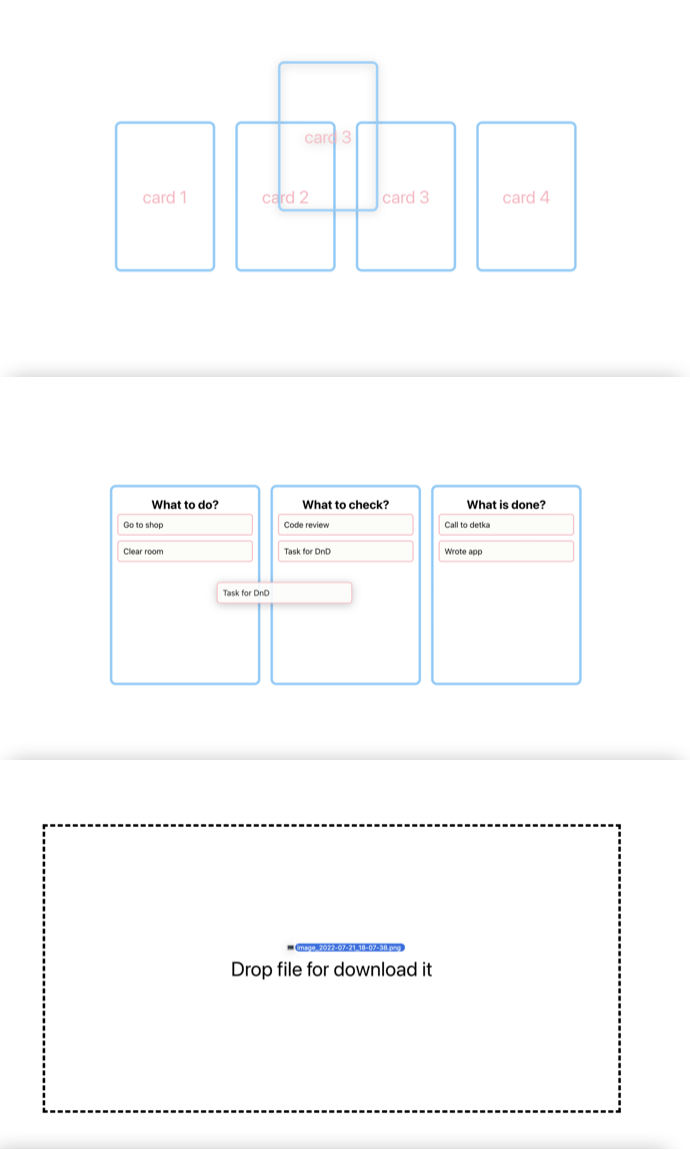 card 3
card 1
card 2
card 3
card 4
What to do?
Go to shop
Clear room
What to check?
Code review
Task for DnD
What is done?
Call to detka
Wrote app
Task for DnD
image_2022-07-21_18-07-38.png
Drop file for download it